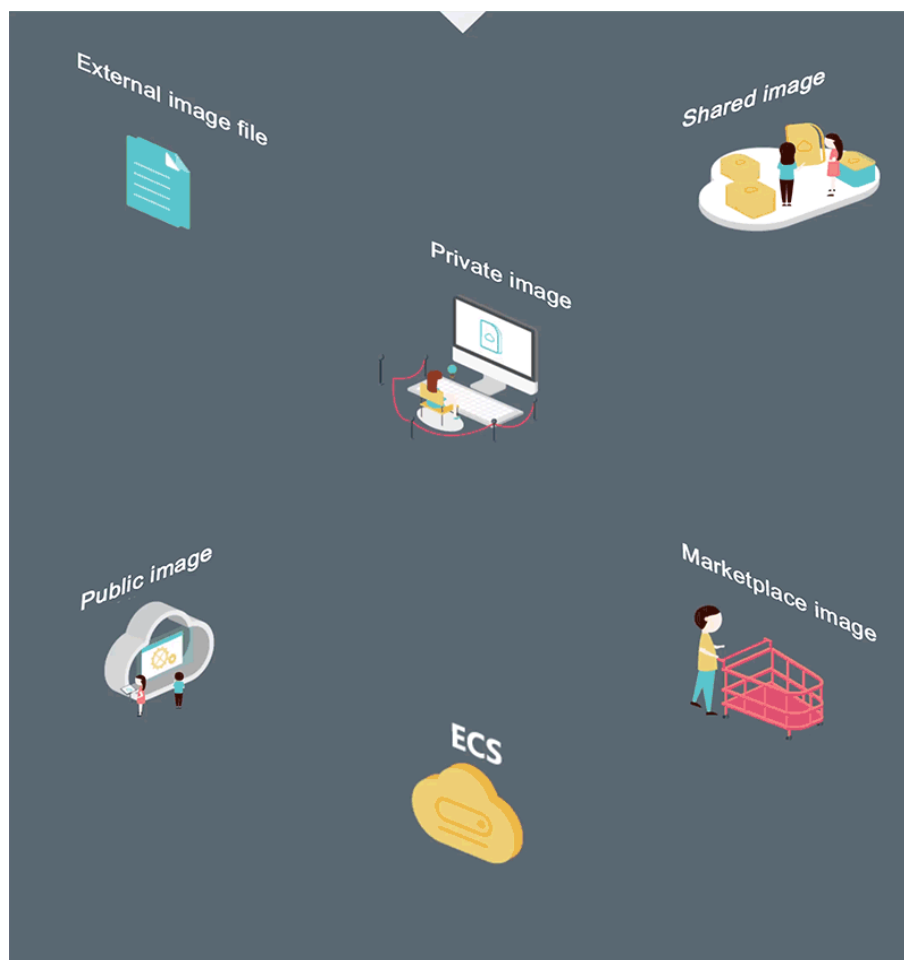 External image file
Shared image
Private image
Public image
Marketplace image
ECS